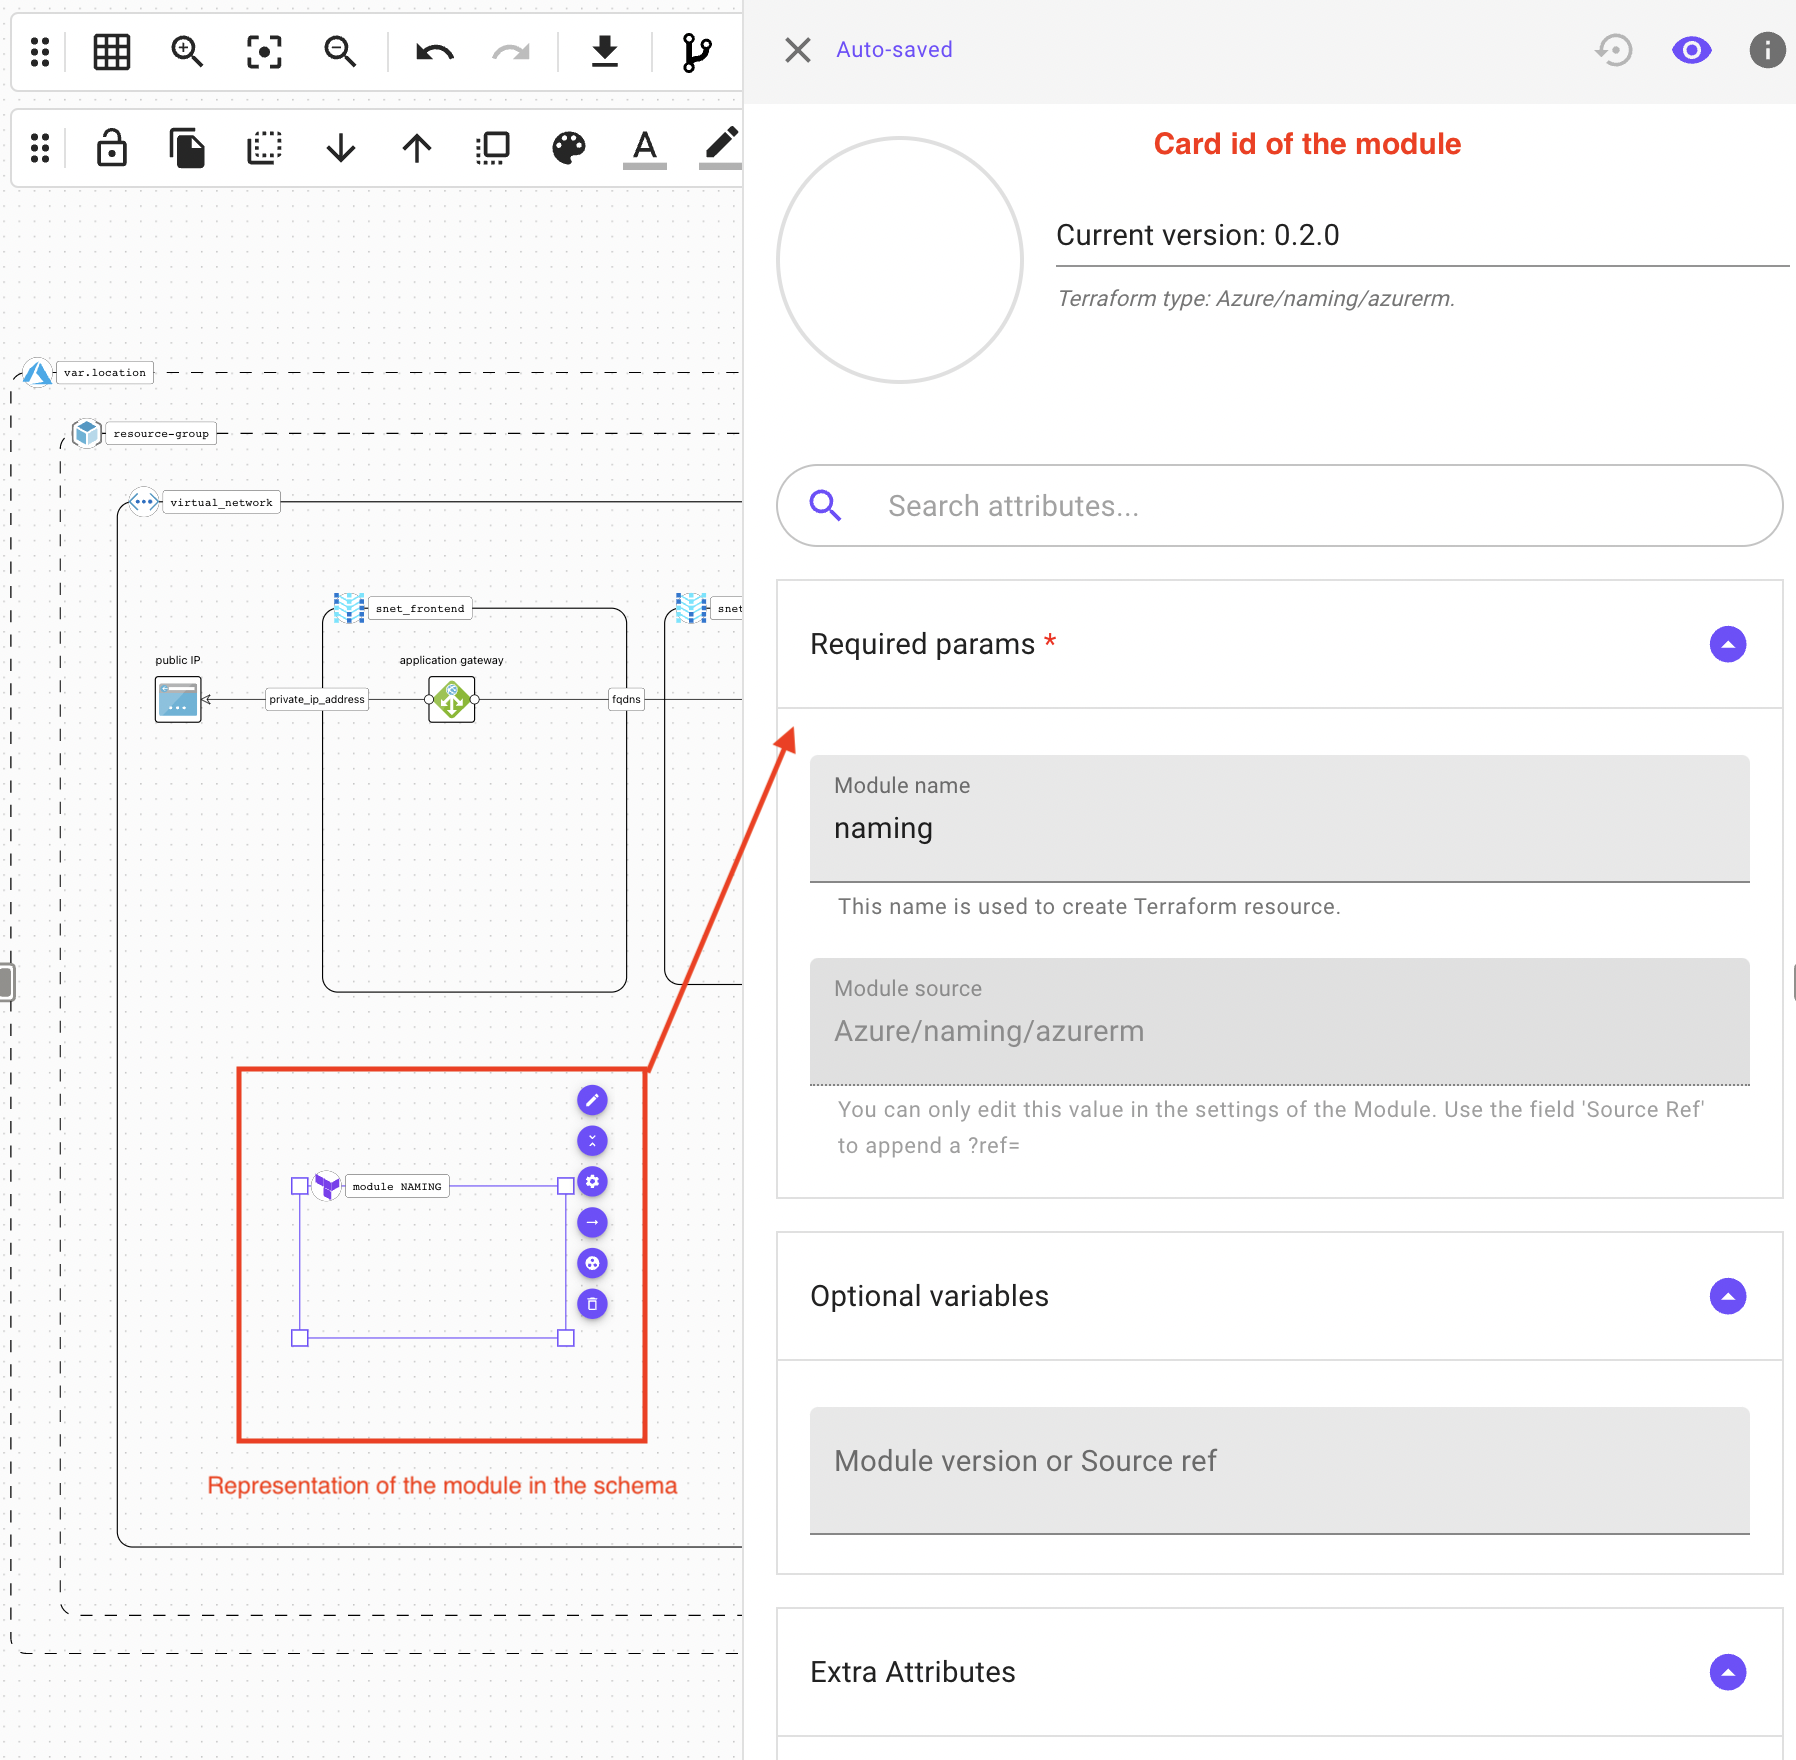 Auto-saved
Card id of the module
Current version: 0.2.0
Terraform type: Azure/naming/azurerm.
var.location
resource-group
virtual_network
snet_frontend
snet
public IP
application gateway
private_ip_address
fqdns
module NAMING
Representation of the module in the schema
Search attributes...
Required params *
Module name
naming
This name is used to create Terraform resource.
Module source
Azure/naming/azurerm
You can only edit this value in the settings of the Module. Use the field 'Source Ref'
to append a ?ref=
Optional variables
Module version or Source ref
Extra Attributes